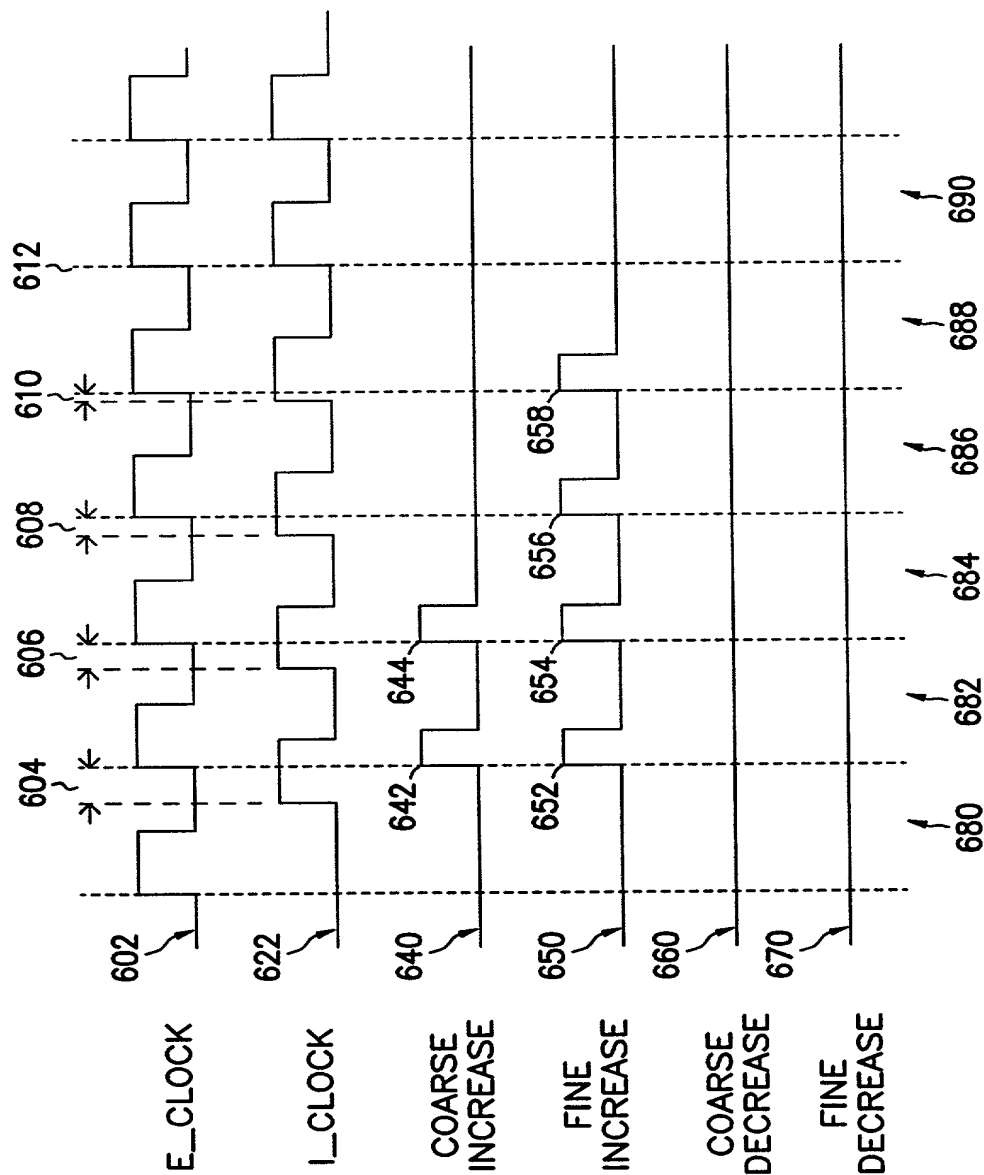 604
606
608
610
612
E_CLOCK
602
I_CLOCK
622
COARSE
INCREASE
640
642
644
FINE
INCREASE
650
652
654
656
658
COARSE
DECREASE
660
FINE
DECREASE
670
680
682
684
686
688
690